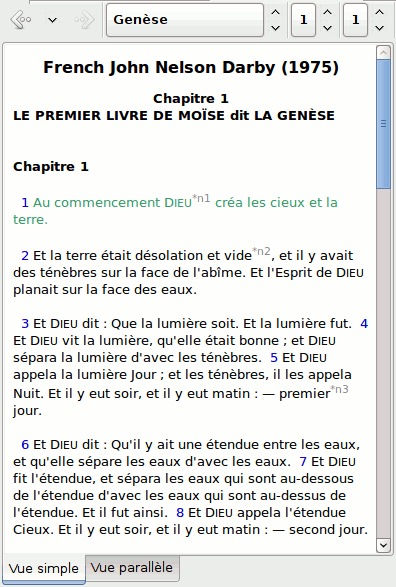 Genèse 1 1
French John Nelson Darby (1975)
Chapitre 1
LE PREMIER LIVRE DE MOÏSE dit LA GENÈSE
Chapitre 1
1 Au commencement DIEU*n1 créa les cieux et la
terre.
2 Et la terre était désolation et vide*n2, et il y avait
des ténèbres sur la face de l'abîme. Et l'Esprit de DIEU
planait sur la face des eaux.
3 Et DIEU dit : Que la lumière soit. Et la lumière fut. 4
Et DIEU vit la lumière, qu'elle était bonne ; et DIEU
sépara la lumière d'avec les ténèbres. 5 Et DIEU
appela la lumière Jour ; et les ténèbres, il les appela
Nuit. Et il y eut soir, et il y eut matin : — premier*n3
jour.
6 Et DIEU dit : Qu'il y ait une étendue entre les eaux,
et qu'elle sépare les eaux d'avec les eaux. 7 Et DIEU
fit l'étendue, et sépara les eaux qui sont au-dessous
de l'étendue d'avec les eaux qui sont au-dessus de
l'étendue. Et il fut ainsi. 8 Et DIEU appela l'étendue
Cieux. Et il y eut soir, et il y eut matin : — second jour.
Vue simple Vue parallèle